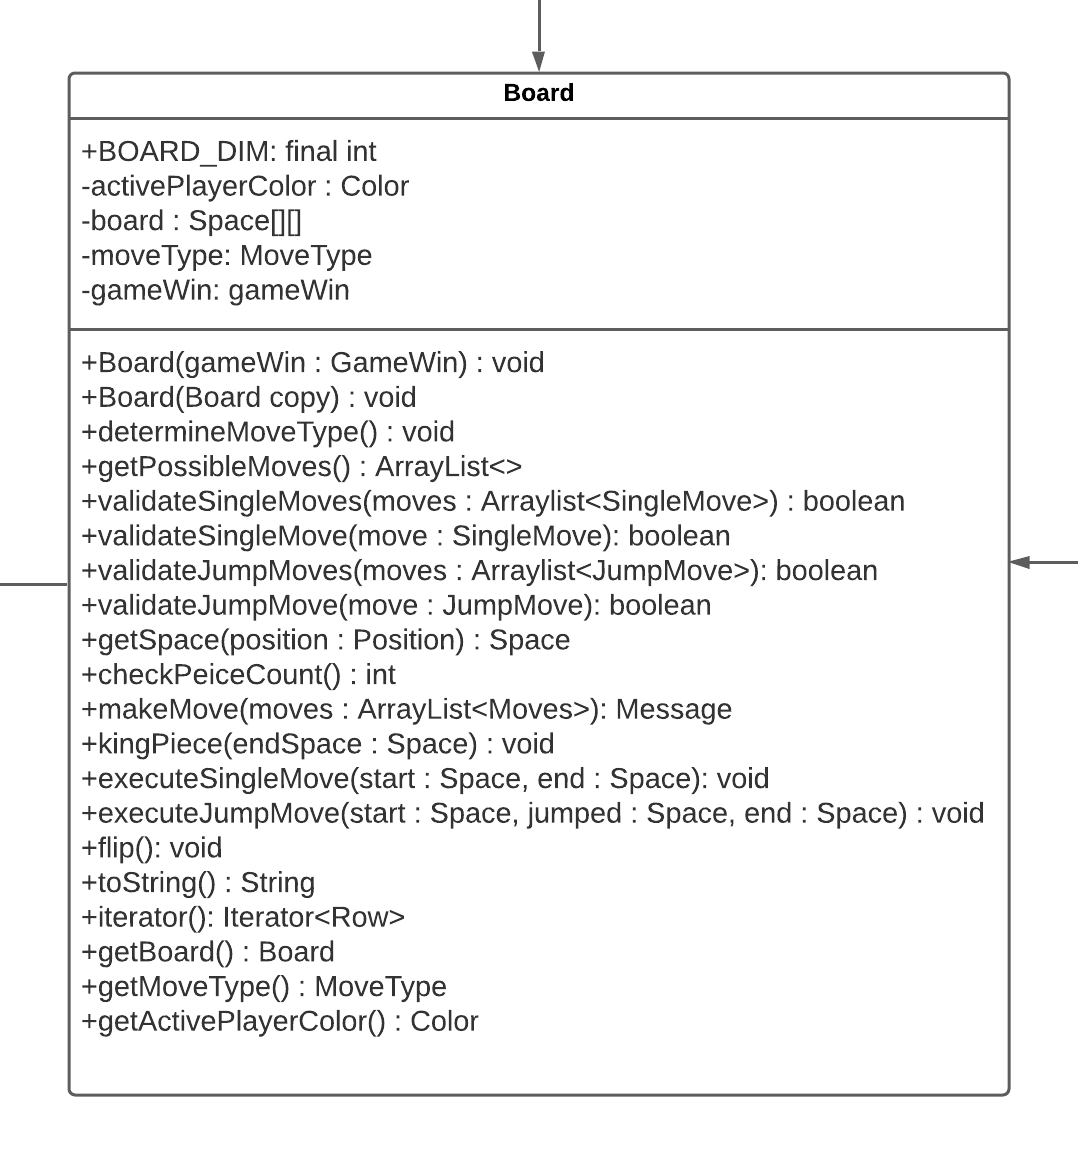 Board
+BOARD_DIM: final int
-activePlayerColor : Color
-board : Space[][]
-moveType: MoveType
-gameWin: gameWin
+Board(gameWin : GameWin) : void
+Board(Board copy) : void
+determineMoveType() : void
+getPossibleMoves() : ArrayList<>
+validateSingleMoves(moves : Arraylist<SingleMove>) : boolean
+validateSingleMove(move : SingleMove): boolean
+validateJumpMoves(moves : Arraylist<JumpMove>): boolean
+validateJumpMove(move : JumpMove): boolean
+getSpace(position : Position) : Space
+checkPeiceCount() : int
+makeMove(moves : ArrayList<Moves>): Message
+kingPiece(endSpace : Space) : void
+executeSingleMove(start : Space, end : Space): void
+executeJumpMove(start : Space, jumped : Space, end : Space) : void
+flip(): void
+toString() : String
+iterator(): Iterator<Row>
+getBoard() : Board
+getMoveType() : MoveType
+getActivePlayerColor() : Color